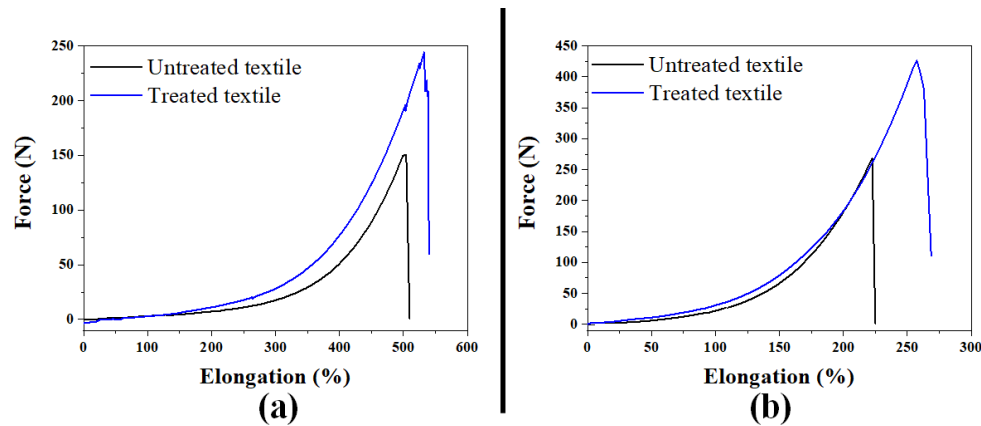 250
200
150
100
50
0
Force (N)
Untreated textile
Treated textile
0 100 200 300 400 500 600
Elongation (%)
(a)
450
400
350
300
250
200
150
100
50
0
Force (N)
Untreated textile
Treated textile
0 50 100 150 200 250 300
Elongation (%)
(b)